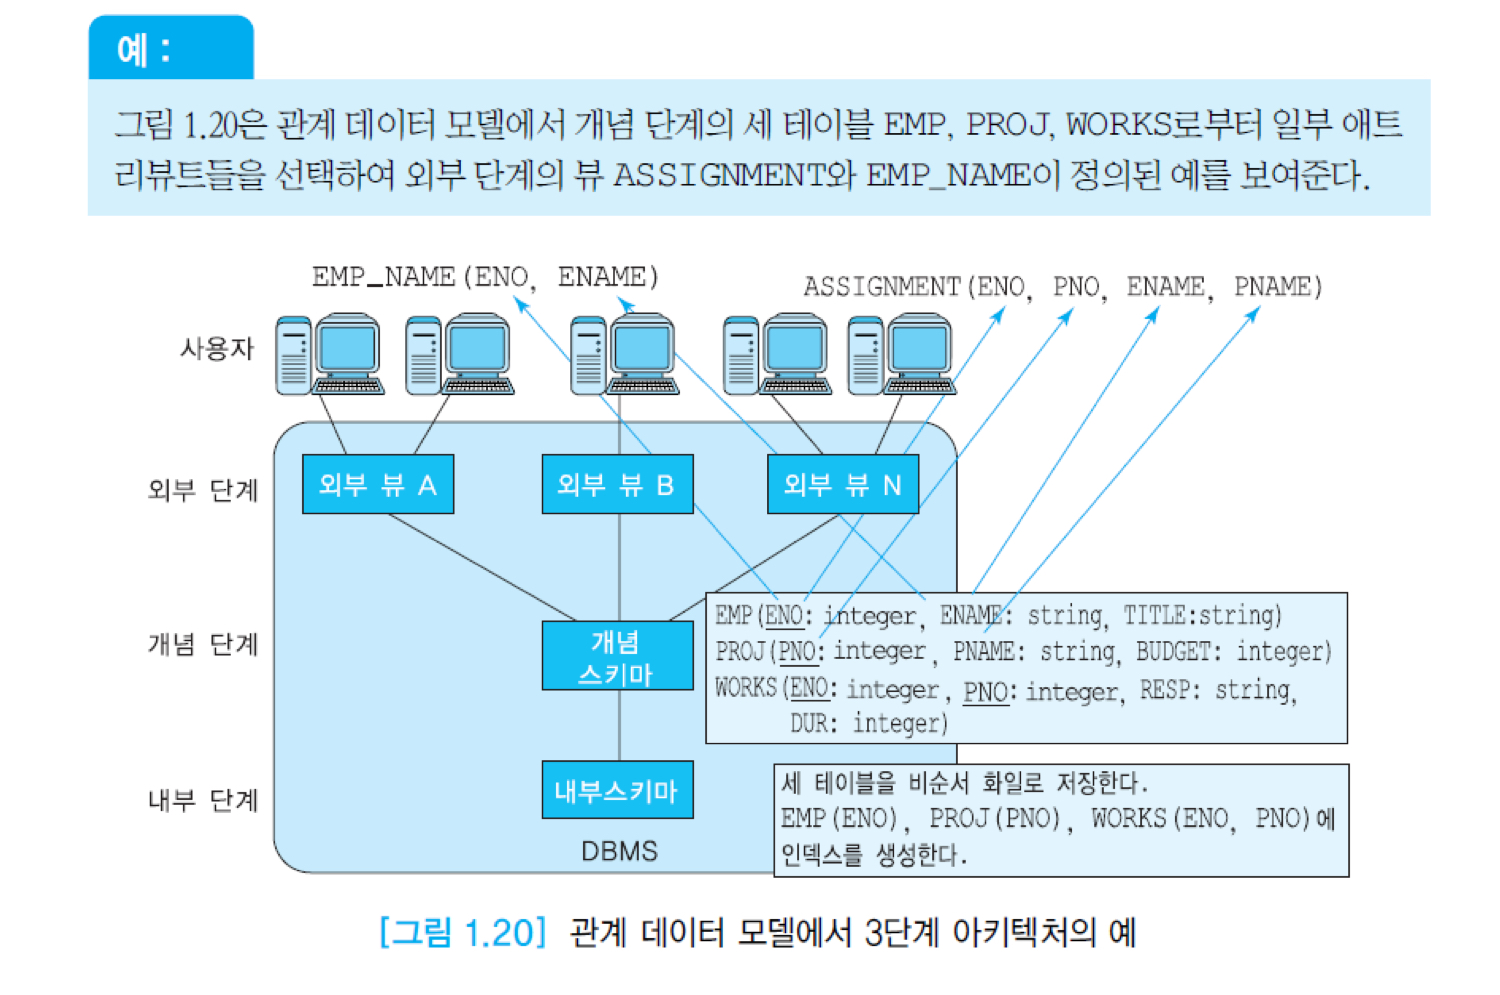 예 :
그림 1.20은 관계 데이터 모델에서 개념 단계의 세 테이블 EMP, PROJ, WORKS로부터 일부 애트
리뷰트들을 선택하여 외부 단계의 뷰 ASSIGNMENT와 EMP_NAME이 정의된 예를 보여준다.
EMP_NAME(ENO, ENAME)
ASSIGNMENT(ENO, PNO, ENAME, PNAME)
사용자
외부 단계
외부 뷰 A
외부 뷰 B
외부 뷰 N
개념 단계
개념
스키마
EMP(ENO: integer, ENAME: string, TITLE:string)
PROJ(PNO: integer, PNAME: string, BUDGET: integer)
WORKS(ENO: integer, PNO: integer, RESP: string,
DUR: integer)
내부 단계
내부스키마
세 테이블을 비순서 화일로 저장한다.
EMP(ENO), PROJ(PNO), WORKS(ENO, PNO)에
인덱스를 생성한다.
DBMS
[그림 1.20] 관계 데이터 모델에서 3단계 아키텍처의 예